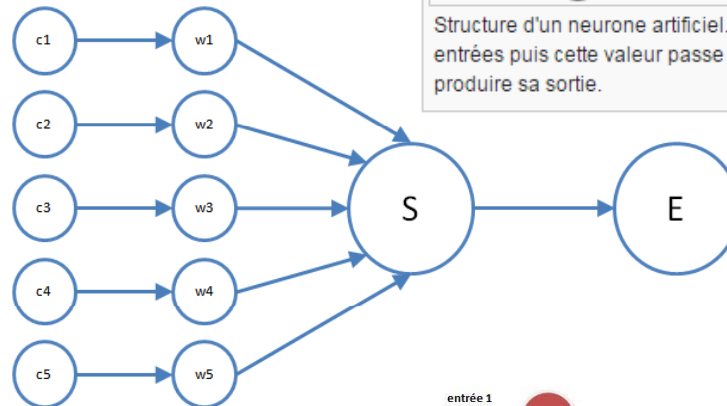 Structure d'un neurone artificiel.
entrées puis cette valeur passe
produire sa sortie.
c1 w1
c2 w2
c3 w3 S E
c4 w4
c5 w5
entrée 1